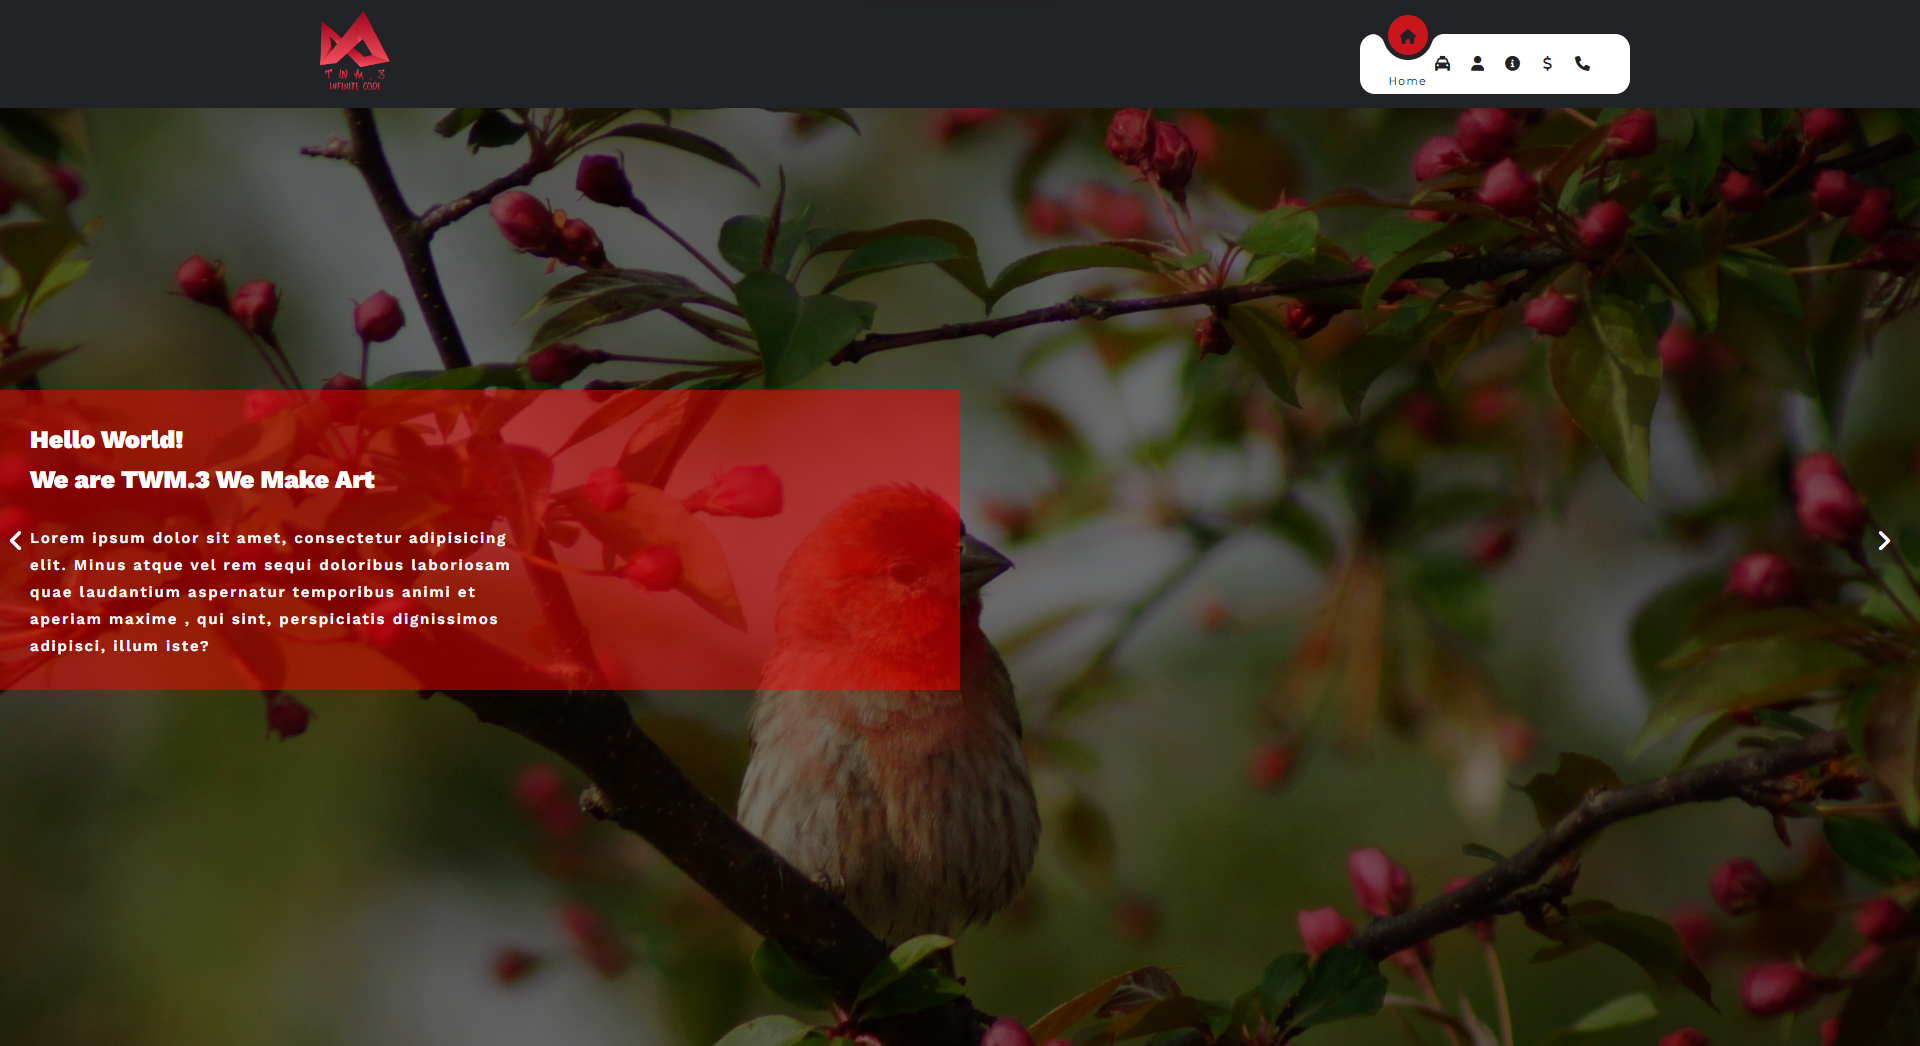 T W M . 3
INFINITE CODE
Home
Hello World!
We are TWM.3 We Make Art
Lorem ipsum dolor sit amet, consectetur adipisicing
elit. Minus atque vel rem sequi doloribus laboriosam
quae laudantium aspernatur temporibus animi et
aperiam maxime , qui sint, perspiciatis dignissimos
adipisci, illum iste?